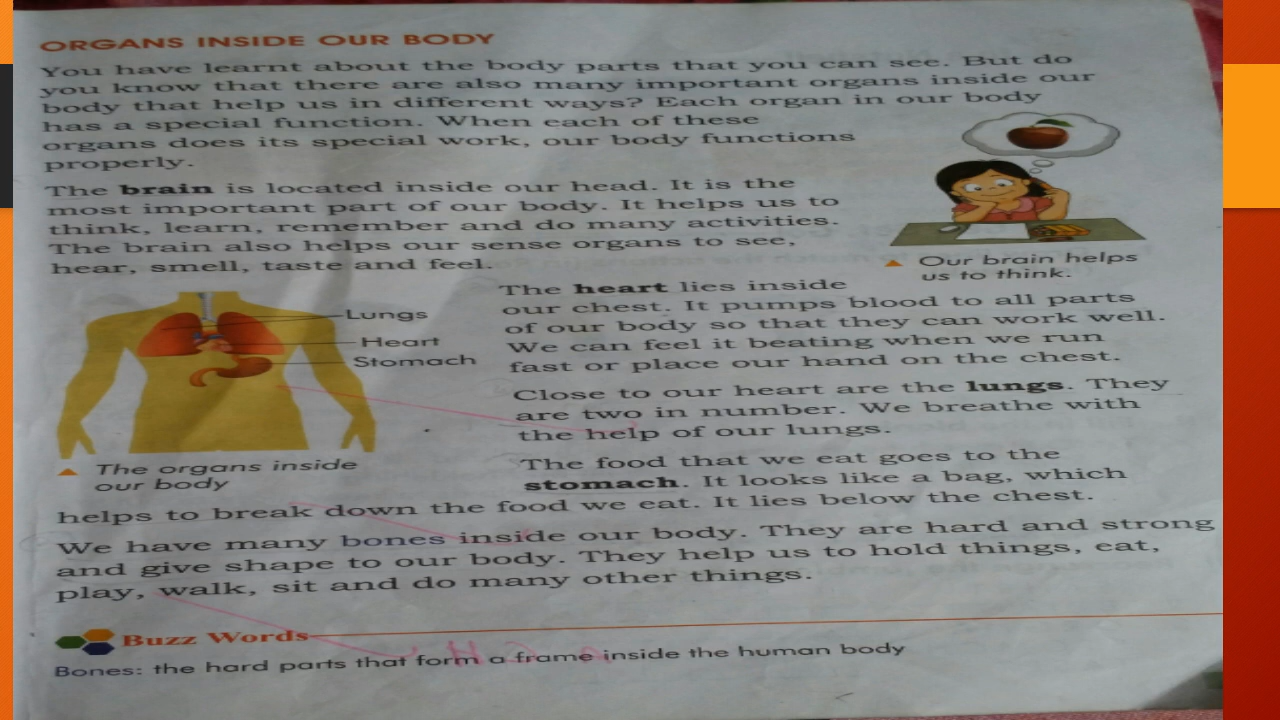 ORGANS INSIDE OUR BODY
You have learnt about the body parts that you can see. But do
you know that there are also many important organs inside our
body that help us in different ways? Each organ in our body
has a special function. When each of these
organs does its special work, our body functions
properly.
The brain is located inside our head. It is the
most important part of our body. It helps us to
think, learn, remember and do many activities.
The brain also helps our sense organs to see,
hear, smell, taste and feel.
Our brain helps
us to think.
Lungs
Heart
Stomach
The organs inside
our body
The heart lies inside
our chest. It pumps blood to all parts
of our body so that they can work well.
We can feel it beating when we run
fast or place our hand on the chest.
Close to our heart are the lungs. They
are two in number. We breathe with
the help of our lungs.
The food that we eat goes to the
stomach. It looks like a bag, which
helps to break down the food we eat. It lies below the chest.
We have many bones inside our body. They are hard and strong
and give shape to our body. They help us to hold things, eat,
play, walk, sit and do many other things.
Buzz Words
Bones: the hard parts that form a frame inside the human body